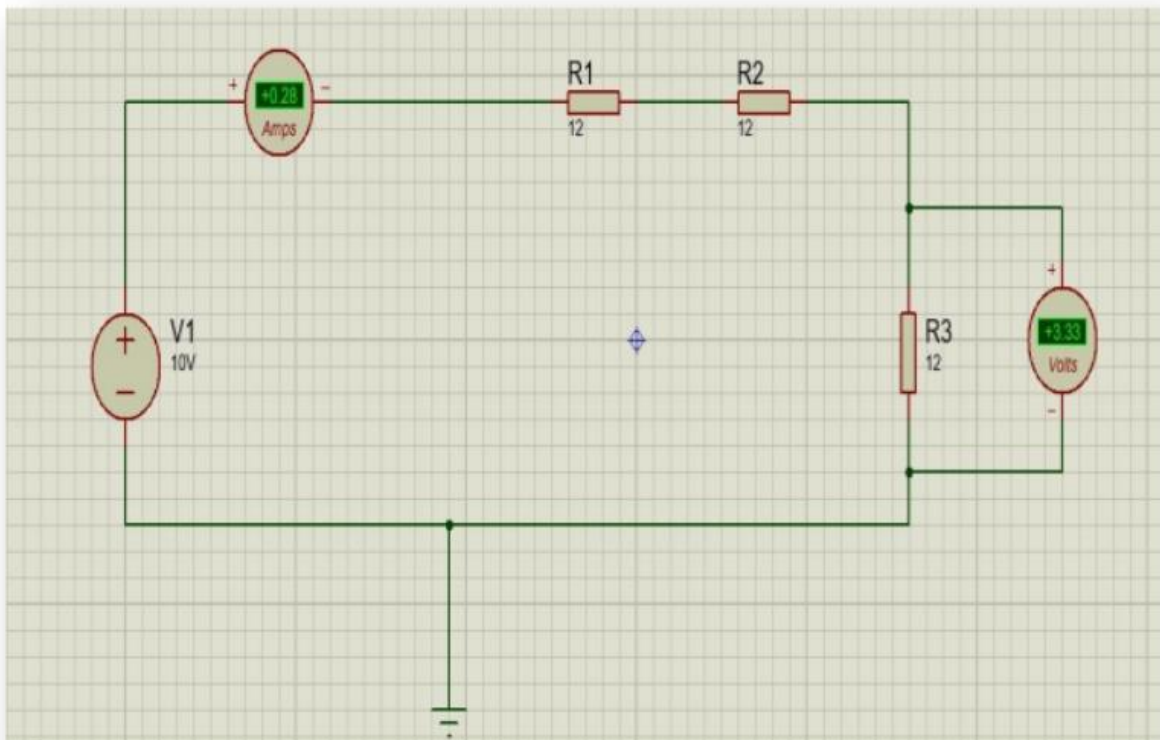 R1
R2
+ +0.28 -
Amps
12
12
V1
10V
+
-
R3
12
+
+3.33
Volts
-